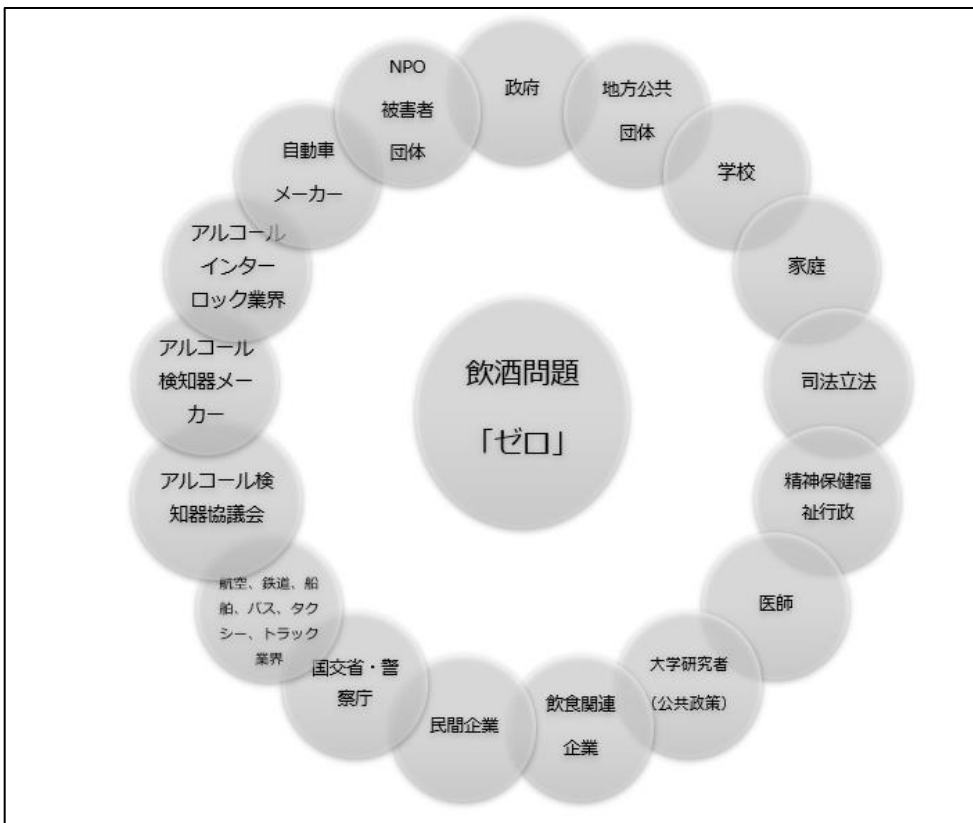 政府
地方公共
団体
学校
家庭
司法立法
精神保健福
祉行政
医師
大学研究者
(公共政策)
飲食関連
企業
民間企業
国交省・警
察庁
航空、鉄道、船
舶、バス、タク
シー、トラック
業界
アルコール検
知器協議会
アルコール
検知器メー
カー
アルコール
インター
ロック業界
自動車
メーカー
NPO
被害者
団体
飲酒問題
「ゼロ」